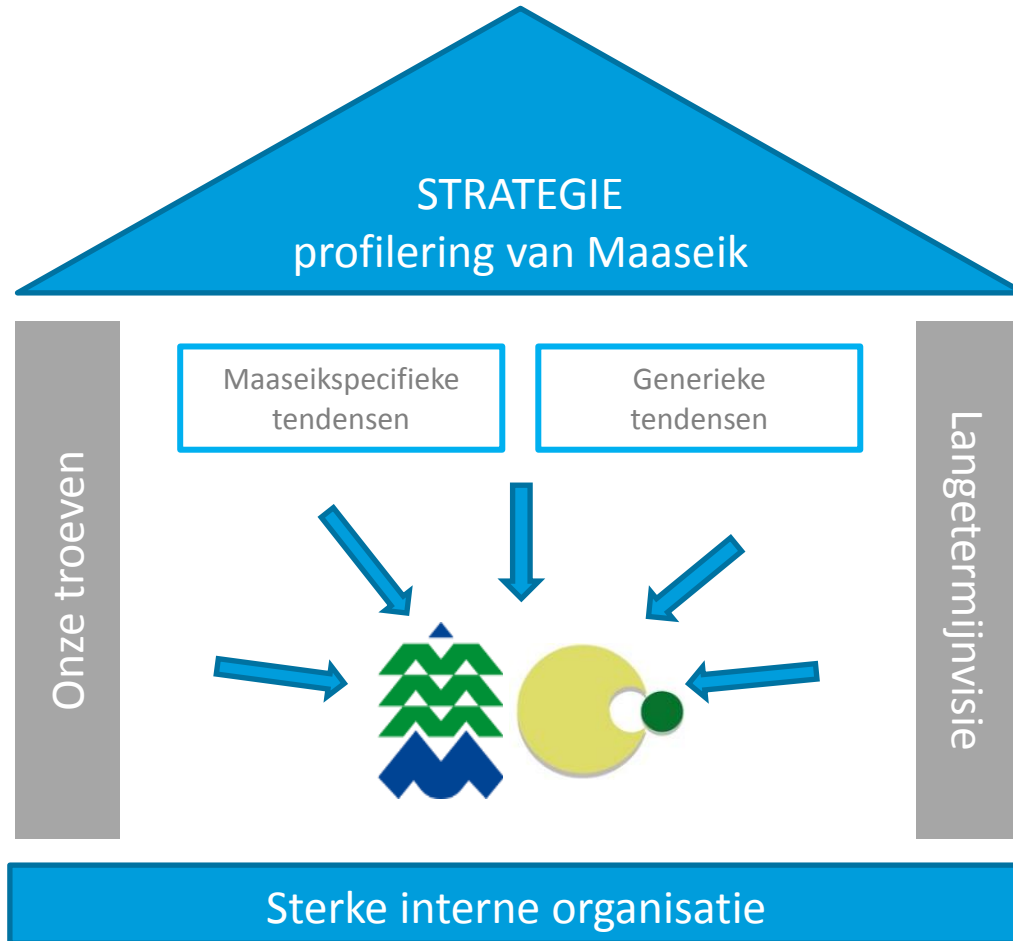 STRATEGIE
profilering van Maaseik
Maaseikspecifieke
tendensen
Generieke
tendensen
Onze troeven
Langetermijnvisie
Sterke interne organisatie